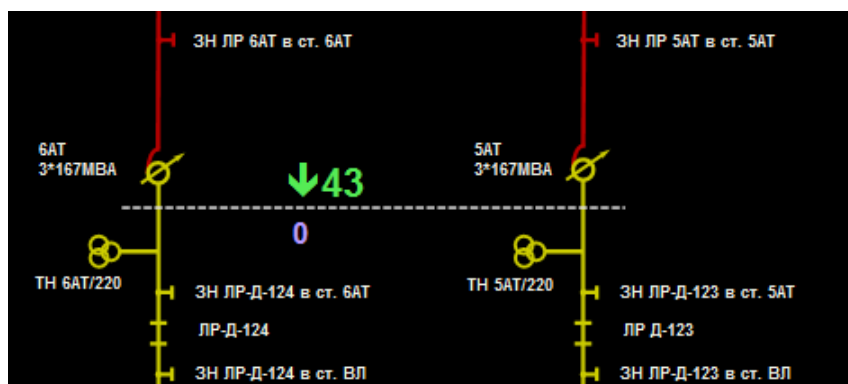 ЗН ЛР 6АТ в ст. 6АТ
ЗН ЛР 5АТ в ст. 5АТ
6АТ
3*167МВА
5АТ
3*167МВА
43
0
ТН 6АТ/220
ТН 5АТ/220
ЗН ЛР-Д-124 в ст. 6АТ
ЗН ЛР-Д-123 в ст. 5АТ
ЛР-Д-124
ЛР Д-123
ЗН ЛР-Д-124 в ст. ВЛ
ЗН ЛР-Д-123 в ст. ВЛ